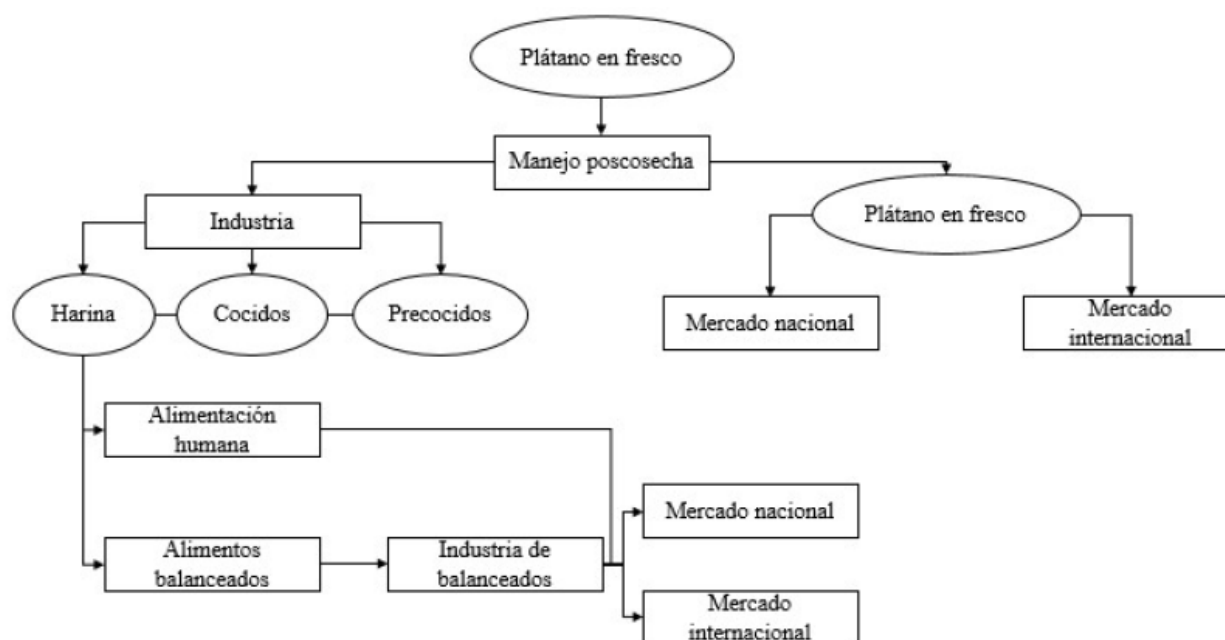 Plátano en fresco
Manejo poscosecha
Industria
Plátano en fresco
Harina
Cocidos
Precocidos
Mercado nacional
Mercado
internacional
Alimentación
humana
Mercado nacional
Alimentos
balanceados
Industria de
balanceados
Mercado
internacional